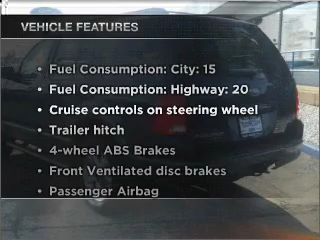 VEHICLE FEATURES
• Fuel Consumption: City: 15
• Fuel Consumption: Highway: 20
• Cruise controls on steering wheel
• Trailer hitch
• 4-wheel ABS Brakes
• Front Ventilated disc brakes
• Passenger Airbag